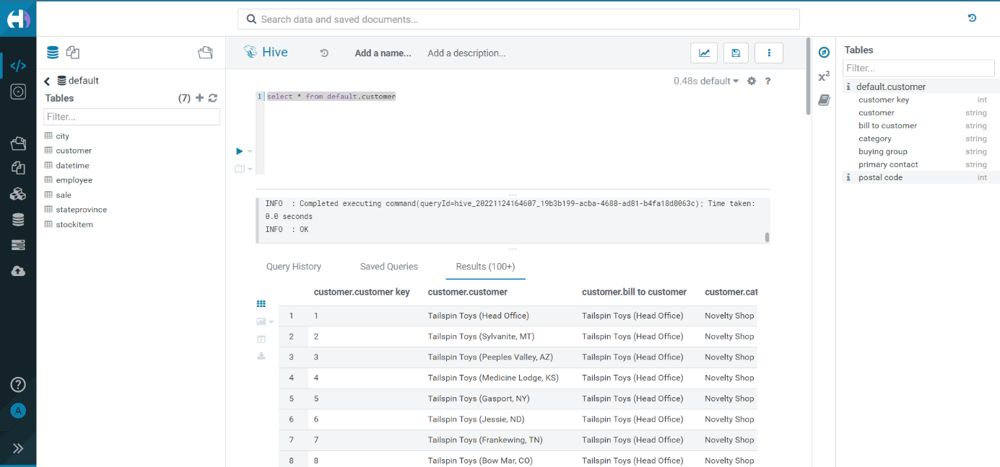 Search data and saved documents...
default
Tables
(7)
Filter...
city
customer
datetime
employee
sale
stateprovince
stockitem
A
Hive
Add a name...
Add a description...
0.48s default
?
1 select * from default.customer
INFO  : Completed executing command(queryId=hive_20221124164607_19b3b199-acba-4688-ad81-b4fa18d8063c); Time taken:
0.0 seconds
INFO  : OK
Query History
Saved Queries
Results (100+)
customer.customer key customer.customer customer.bill to customer customer.cat
1 1 Tailspin Toys (Head Office) Tailspin Toys (Head Office) Novelty Shop
2 2 Tailspin Toys (Sylvanite, MT) Tailspin Toys (Head Office) Novelty Shop
3 3 Tailspin Toys (Peeples Valley, AZ) Tailspin Toys (Head Office) Novelty Shop
4 4 Tailspin Toys (Medicine Lodge, KS) Tailspin Toys (Head Office) Novelty Shop
5 5 Tailspin Toys (Gasport, NY) Tailspin Toys (Head Office) Novelty Shop
6 6 Tailspin Toys (Jessie, ND) Tailspin Toys (Head Office) Novelty Shop
7 7 Tailspin Toys (Frankewing, TN) Tailspin Toys (Head Office) Novelty Shop
8 8 Tailspin Toys (Bow Mar, CO) Tailspin Toys (Head Office) Novelty Shop
x²
Tables
Filter...
default.customer
customer key int
customer string
bill to customer string
category string
buying group string
primary contact string
postal code int